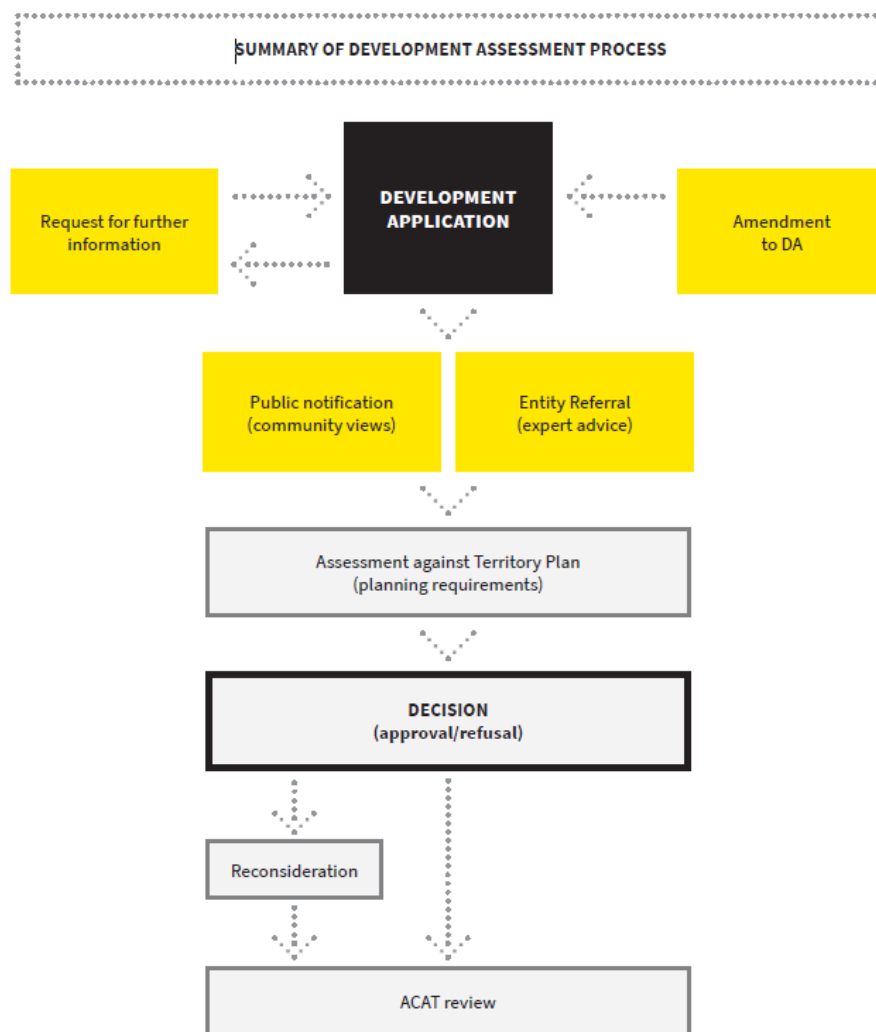 SUMMARY OF DEVELOPMENT ASSESSMENT PROCESS
Request for further
information
DEVELOPMENT
APPLICATION
Amendment
to DA
Public notification
(community views)
Entity Referral
(expert advice)
Assessment against Territory Plan
(planning requirements)
DECISION
(approval/refusal)
Reconsideration
ACAT review